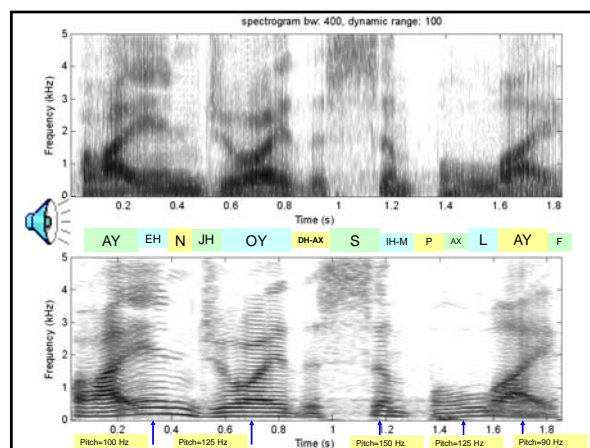 spectrogram bw: 400, dynamic range: 100
Frequency (kHz)
5
4
3
2
1
0
0.2 0.4 0.6 0.8 1 1.2 1.4 1.6 1.8
Time (s)
AY EH N JH OY DH-AX S IH-M P AX L AY F
Frequency (kHz)
5
4
3
2
1
0
0.2 0.4 0.6 0.8 1 1.2 1.4 1.6 1.8
Time (s)
Pitch=100 Hz Pitch=125 Hz Pitch=150 Hz Pitch=125 Hz Pitch=90 Hz